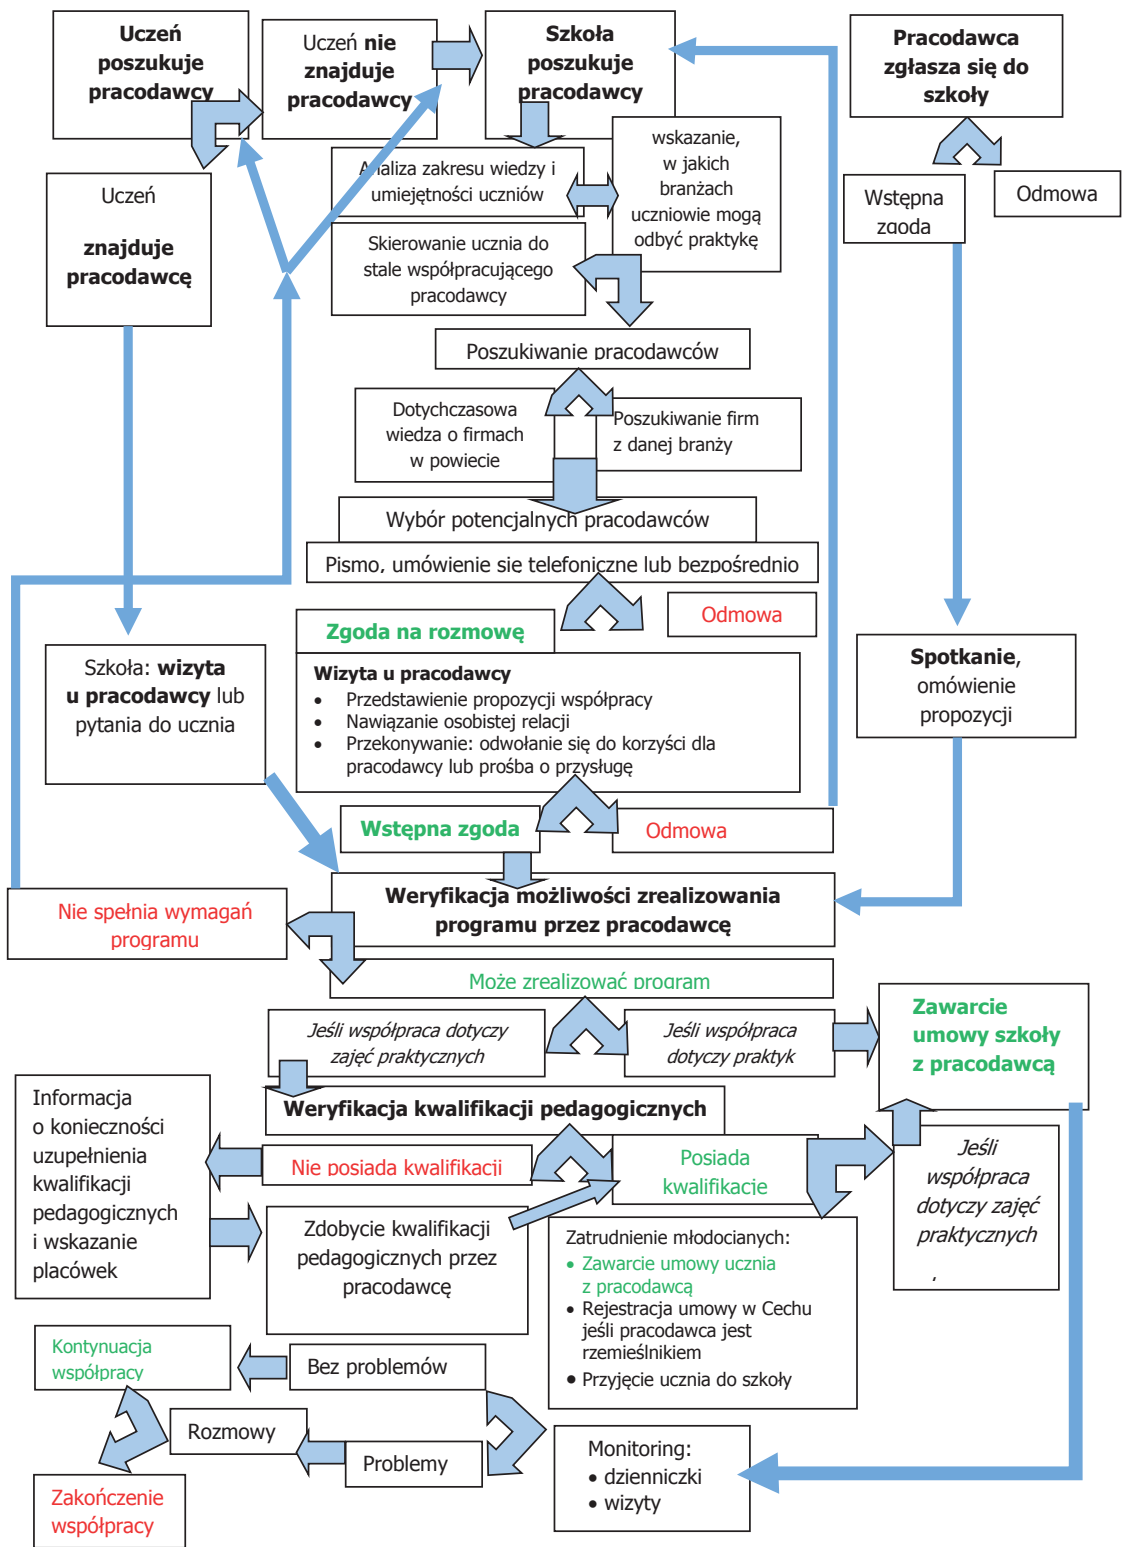 Uczeń
poszukuje
pracodawcy
Uczeń nie
znajduje
pracodawcy
Szkoła
poszukuje
pracodawcy
Pracodawca
zgłasza się do
szkoły
Uczeń
znajduje
pracodawcę
Analiza zakresu wiedzy i
umiejętności uczniów
wskazanie,
w jakich
branżach
uczniowie mogą
odbyć praktykę
Wstępna
zgoda
Odmowa
Skierowanie ucznia do
stale współpracującego
pracodawcy
Poszukiwanie pracodawców
Dotychczasowa
wiedza o firmach
w powiecie
Poszukiwanie firm
z danej branży
Wybór potencjalnych pracodawców
Pismo, umówienie się telefoniczne lub bezpośrednio
Zgoda na rozmowę
Odmowa
Szkoła: wizyta
u pracodawcy lub
pytania do ucznia
Wizyta u pracodawcy
• Przedstawienie propozycji współpracy
• Nawiązanie osobistej relacji
• Przekonywanie: odwołanie się do korzyści dla
pracodawcy lub prośba o przysługę
Spotkanie,
omówienie
propozycji
Wstępna zgoda
Odmowa
Weryfikacja możliwości zrealizowania
programu przez pracodawcę
Nie spełnia wymagań
programu
Może zrealizować program
Jeśli współpraca dotyczy
zajęć praktycznych
Jeśli współpraca
dotyczy praktyk
Zawarcie
umowy szkoły
z pracodawcą
Weryfikacja kwalifikacji pedagogicznych
Informacja
o konieczności
uzupełnienia
kwalifikacji
pedagogicznych
i wskazanie
placówek
Nie posiada kwalifikacji
Posiada
kwalifikacje
Jeśli
współpraca
dotyczy zajęć
praktycznych
Zdobycie kwalifikacji
pedagogicznych przez
pracodawcę
Zatrudnienie młodocianych:
• Zawarcie umowy ucznia
z pracodawcą
• Rejestracja umowy w Cechu
jeśli pracodawca jest
rzemieślnikiem
• Przyjęcie ucznia do szkoły
Kontynuacja
współpracy
Bez problemów
Rozmowy
Problemy
Monitoring:
• dzienniczki
• wizyty
Zakończenie
współpracy